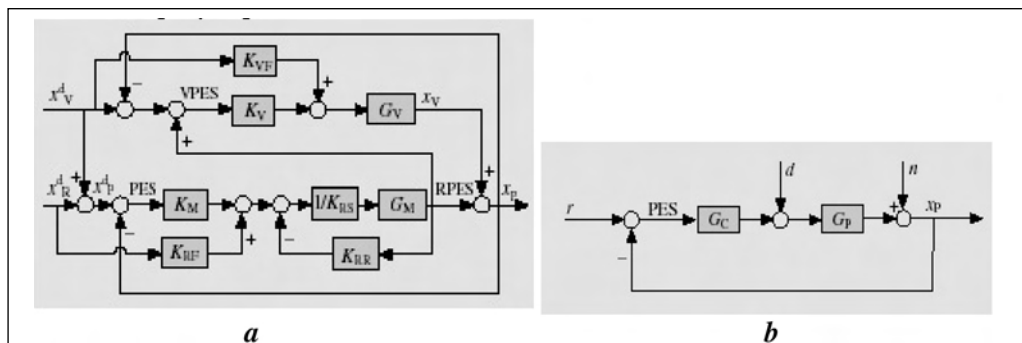 K_VF
x^d_V
VPES
K_V
G_V
x_V
x^d_R
x^d_P
PES
K_M
1/K_RS
G_M
RPES
x_p
K_RF
K_RR
a
r
PES
G_C
d
G_P
n
x_P
b